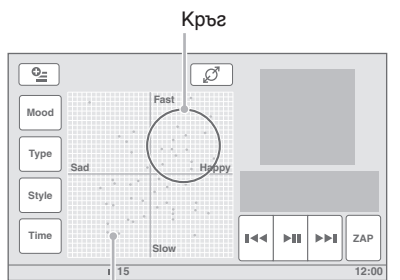 Кръг
Fast
Mood
Type
Sad
Happy
Style
Time
Slow
ZAP
15
12:00